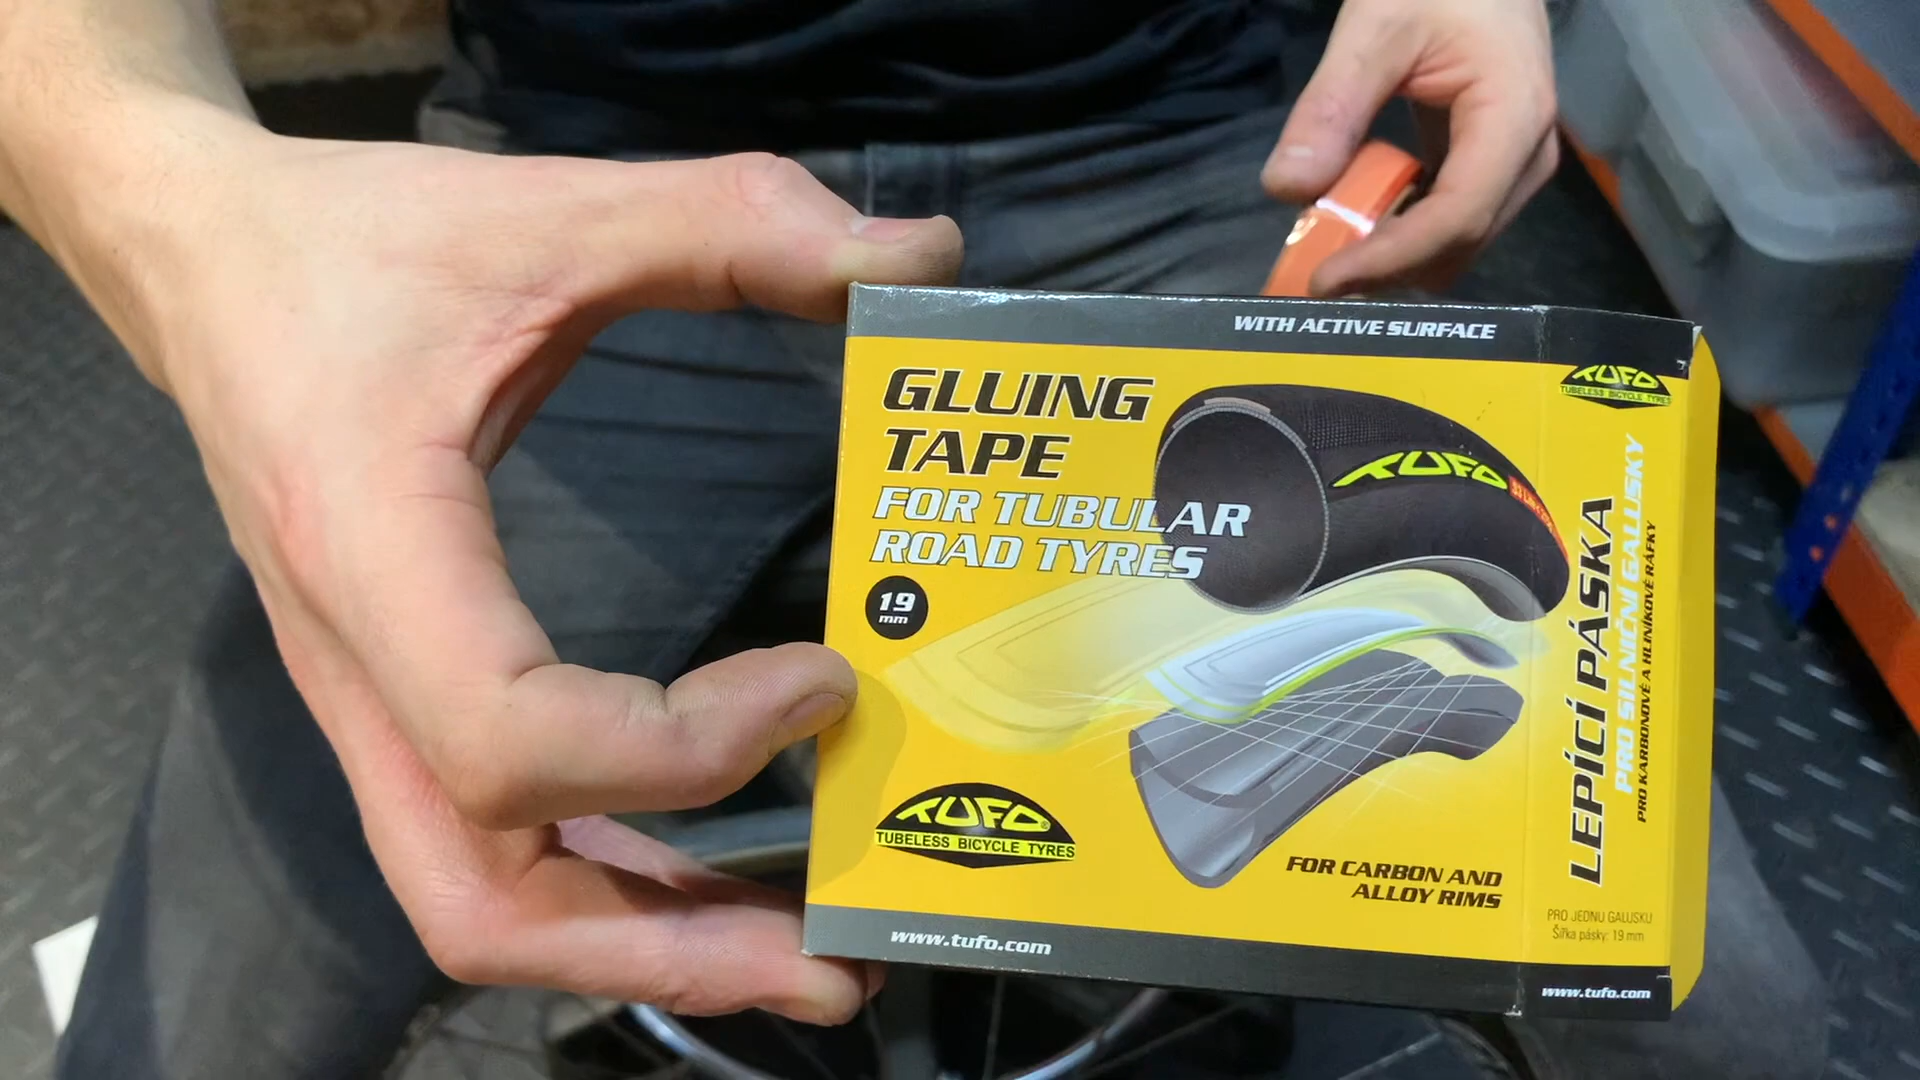 WITH ACTIVE SURFACE
GLUING
TAPE
FOR TUBULAR
ROAD TYRES
19
mm
TUFO
TUFO®
TUBELESS BICYCLE TYRES
FOR CARBON AND
ALLOY RIMS
www.tufo.com
TUFO
TUBELESS BICYCLE TYRES
LEPÍCÍ PÁSKA
PRO SILNIČNÍ GALUSKY
PRO KARBONOVÉ A HLINÍKOVÉ RÁFKY
PRO JEDNU GALUSKU
Šířka pásky: 19 mm
www.tufo.com